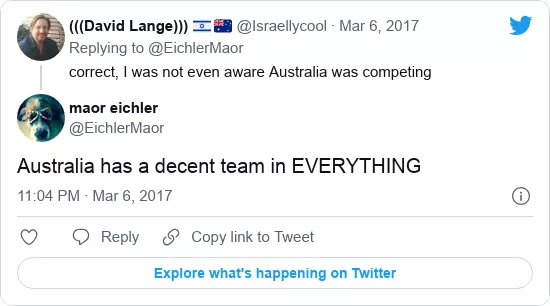 (((David Lange))) 🇮🇱🇦🇺 @Israellycool · Mar 6, 2017
Replying to @EichlerMaor
correct, I was not even aware Australia was competing
maor eichler
@EichlerMaor
Australia has a decent team in EVERYTHING
11:04 PM · Mar 6, 2017
Reply
Copy link to Tweet
Explore what's happening on Twitter